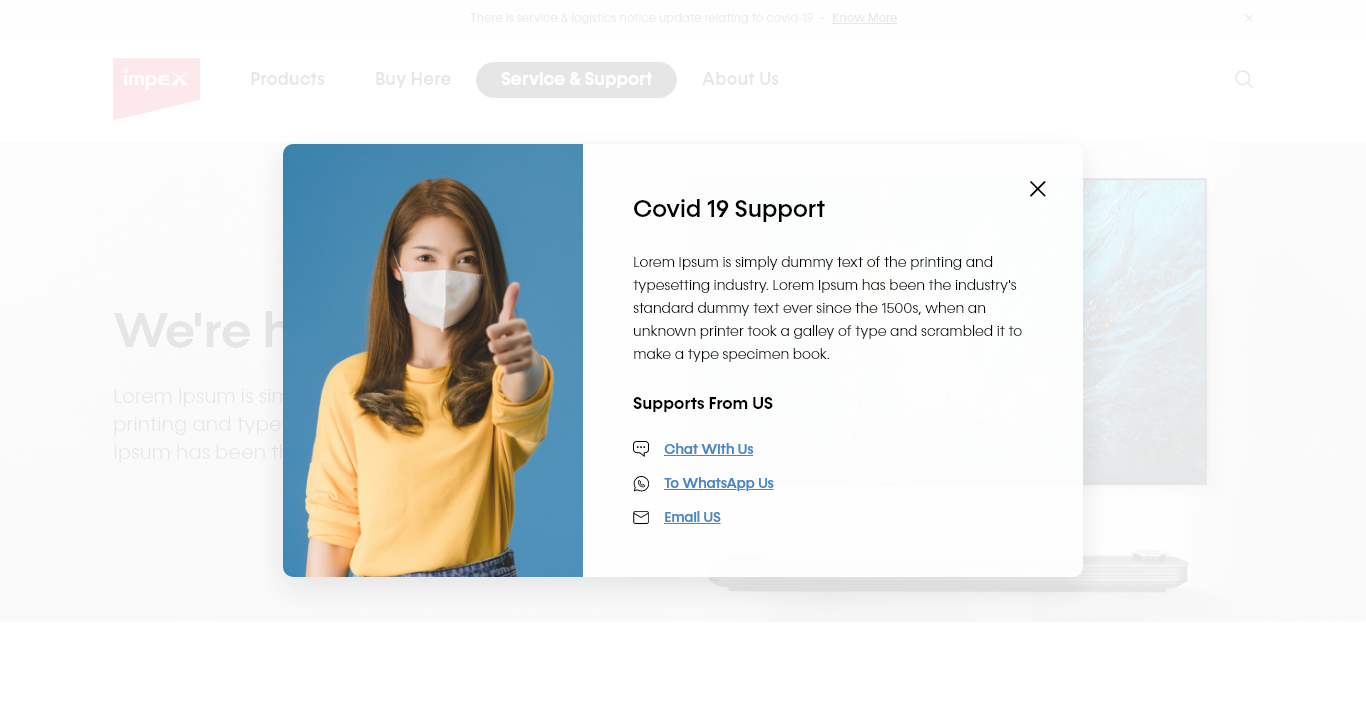 There is service & logistics notice update relating to covid-19 - Know More
impex
Products
Buy Here
Service & Support
About Us
We're
Lorem Ipsum is
printing and
Ipsum has been
Covid 19 Support
Lorem Ipsum is simply dummy text of the printing and
typesetting industry. Lorem Ipsum has been the industry's
standard dummy text ever since the 1500s, when an
unknown printer took a galley of type and scrambled it to
make a type specimen book.
Supports From US
Chat With Us
To WhatsApp Us
Email US